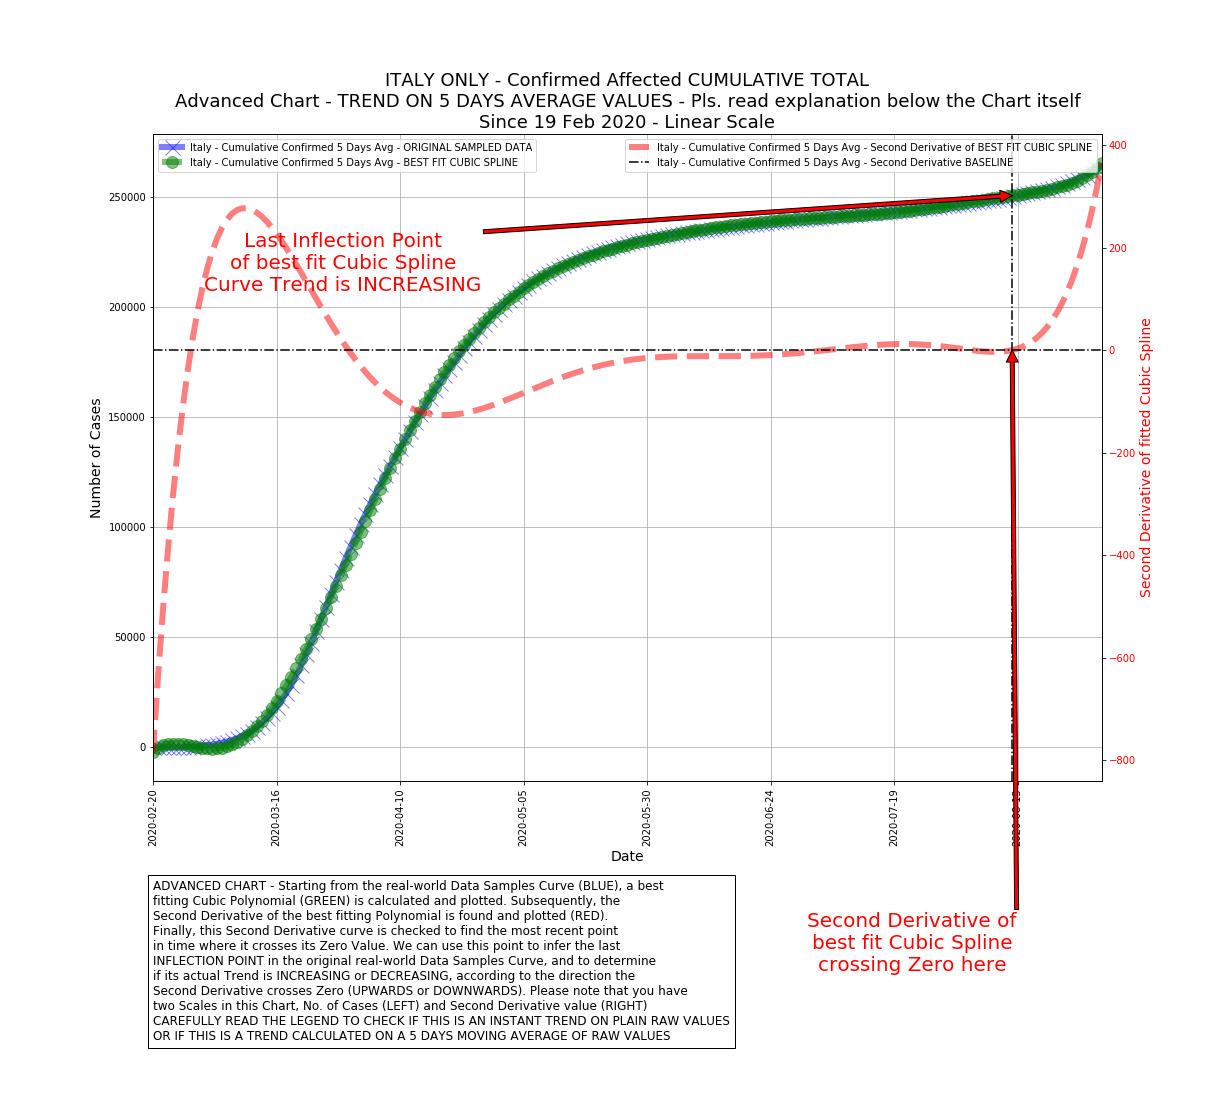 ITALY ONLY - Confirmed Affected CUMULATIVE TOTAL
Advanced Chart - TREND ON 5 DAYS AVERAGE VALUES - Pls. read explanation below the Chart itself
Since 19 Feb 2020 - Linear Scale
Italy - Cumulative Confirmed 5 Days Avg - ORIGINAL SAMPLED DATA
Italy - Cumulative Confirmed 5 Days Avg - BEST FIT CUBIC SPLINE
Italy - Cumulative Confirmed 5 Days Avg - Second Derivative of BEST FIT CUBIC SPLINE
Italy - Cumulative Confirmed 5 Days Avg - Second Derivative BASELINE
Last Inflection Point
of best fit Cubic Spline
Curve Trend is INCREASING
Number of Cases
250000
200000
150000
100000
50000
0
400
200
0
−200
−400
−600
−800
Second Derivative of fitted Cubic Spline
2020-02-20
2020-03-16
2020-04-10
2020-05-05
2020-05-30
2020-06-24
2020-07-19
Date
Second Derivative of
best fit Cubic Spline
crossing Zero here
ADVANCED CHART - Starting from the real-world Data Samples Curve (BLUE), a best
fitting Cubic Polynomial (GREEN) is calculated and plotted. Subsequently, the
Second Derivative of the best fitting Polynomial is found and plotted (RED).
Finally, this Second Derivative curve is checked to find the most recent point
in time where it crosses its Zero Value. We can use this point to infer the last
INFLECTION POINT in the original real-world Data Samples Curve, and to determine
if its actual Trend is INCREASING or DECREASING, according to the direction the
Second Derivative crosses Zero (UPWARDS or DOWNWARDS). Please note that you have
two Scales in this Chart, No. of Cases (LEFT) and Second Derivative value (RIGHT)
CAREFULLY READ THE LEGEND TO CHECK IF THIS IS AN INSTANT TREND ON PLAIN RAW VALUES
OR IF THIS IS A TREND CALCULATED ON A 5 DAYS MOVING AVERAGE OF RAW VALUES